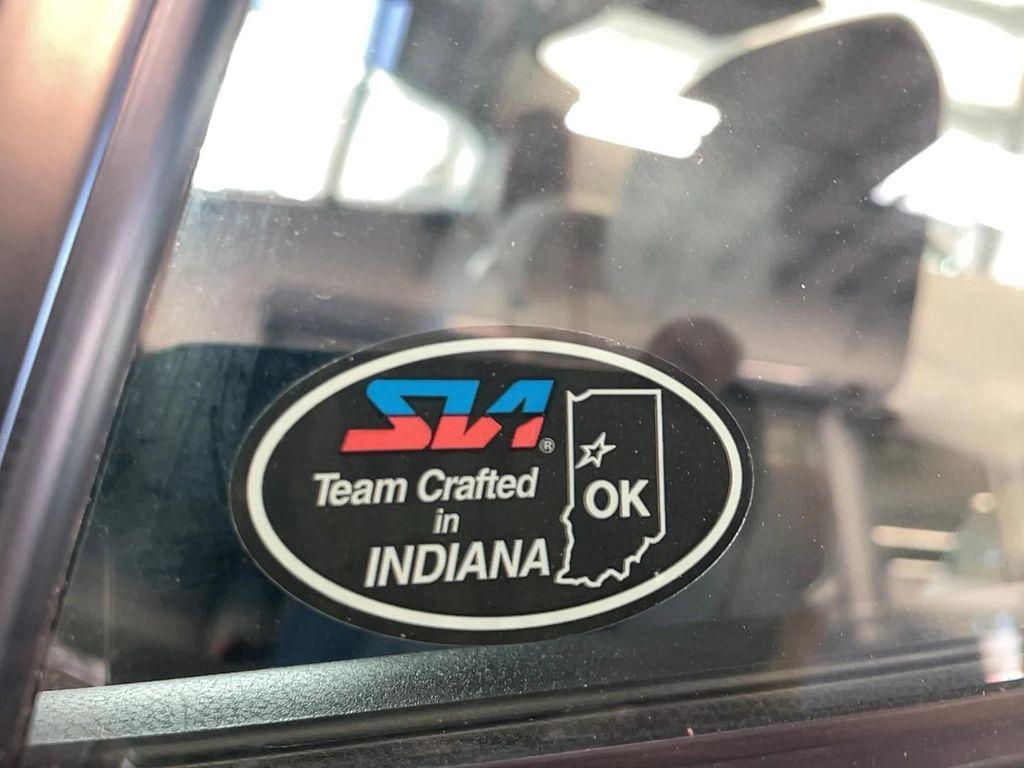 SIA®
Team Crafted
in
INDIANA
OK